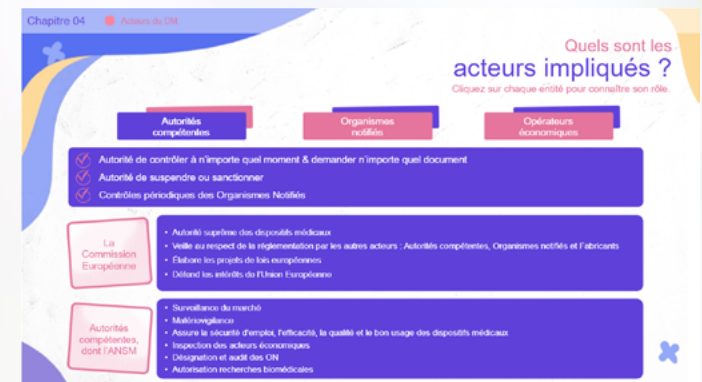 Chapitre 04 Acteurs du DM
Quels sont les
acteurs impliqués ?
Cliquez sur chaque entité pour connaître son rôle.
Autorités
compétentes
Organismes
notifiés
Opérateurs
économiques
Autorité de contrôler à n'importe quel moment & demander n'importe quel document
Autorité de suspendre ou sanctionner
Contrôles périodiques des Organismes Notifiés
La
Commission
Européenne
• Autorité suprême des dispositifs médicaux
• Veille au respect de la réglementation par les autres acteurs : Autorités compétentes, Organismes notifiés et Fabricants
• Élabore les projets de lois européennes
• Défend les intérêts de l'Union Européenne
Autorités
compétentes,
dont l'ANSM
• Surveillance du marché
• Matériovigilance
• Assure la sécurité d'emploi, l'efficacité, la qualité et le bon usage des dispositifs médicaux
• Inspection des acteurs économiques
• Désignation et audit des ON
• Autorisation recherches biomédicales